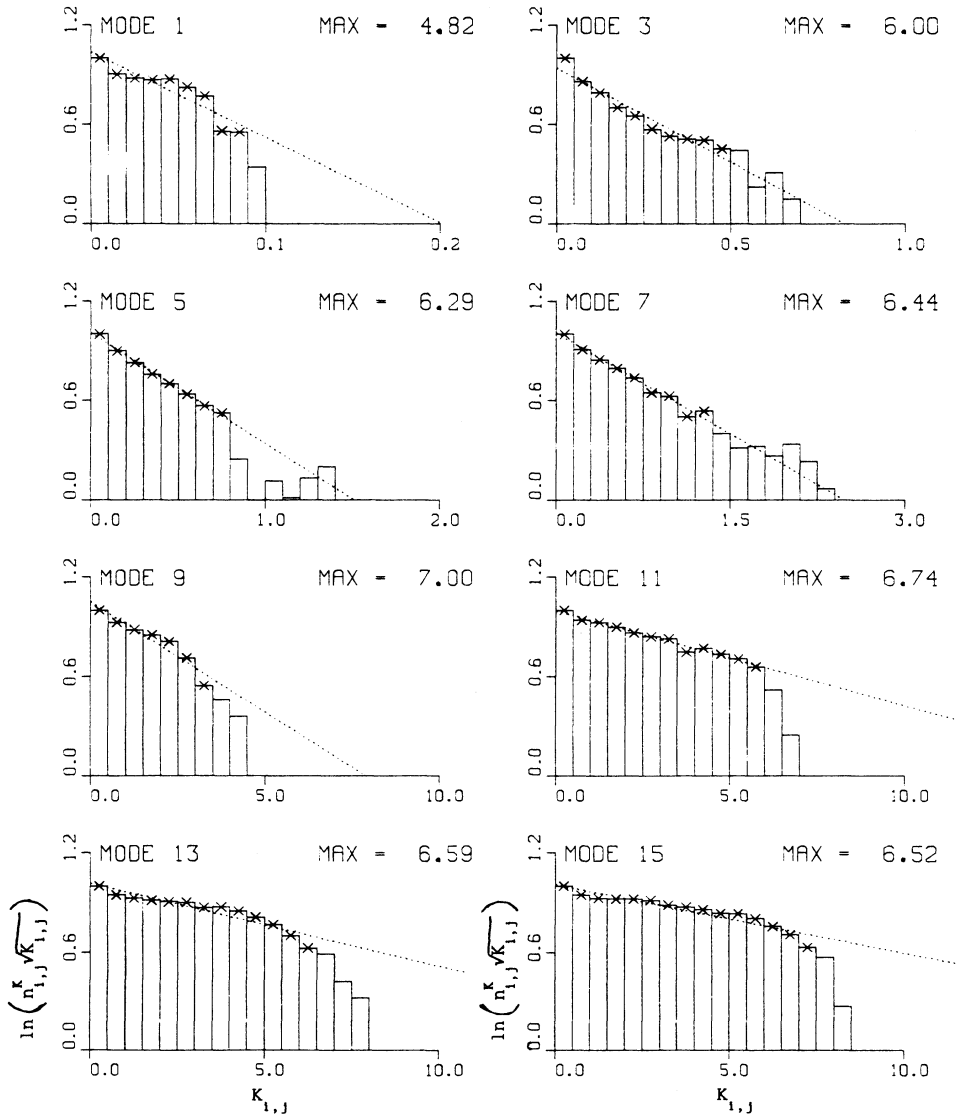 MODE 1 MAX = 4.82
1.2
0.6
0.0
0.0 0.1 0.2
MODE 3 MAX = 6.00
1.2
0.6
0.0
0.0 0.5 1.0
MODE 5 MAX = 6.29
1.2
0.6
0.0
0.0 1.0 2.0
MODE 7 MAX = 6.44
1.2
0.6
0.0
0.0 1.5 3.0
MODE 9 MAX = 7.00
1.2
0.6
0.0
0.0 5.0 10.0
MODE 11 MAX = 6.74
1.2
0.6
0.0
0.0 5.0 10.0
MODE 13 MAX = 6.59
1.2
0.6
0.0
ln(n^K_{i,j} √K_{i,j})
0.0 5.0 10.0
K_{i,j}
MODE 15 MAX = 6.52
1.2
0.6
0.0
ln(n^K_{i,j} √K_{i,j})
0.0 5.0 10.0
K_{i,j}